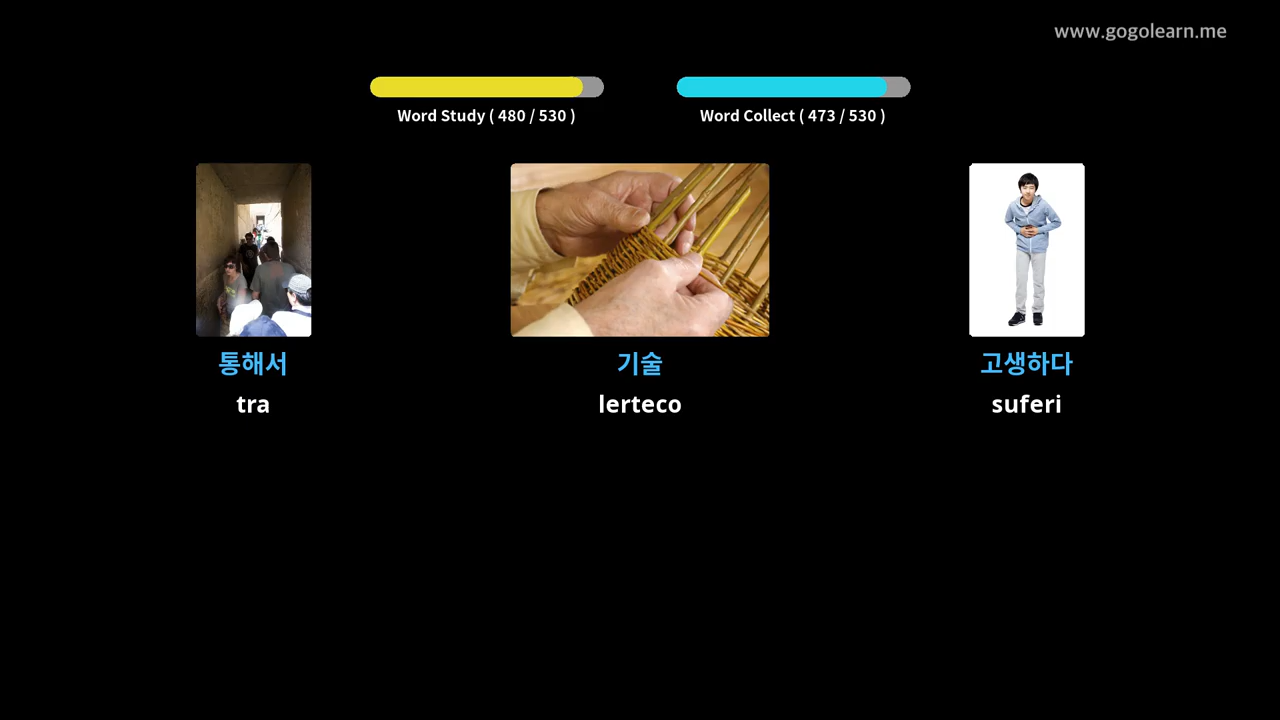 www.gogolearn.me
Word Study ( 480 / 530 )
Word Collect ( 473 / 530 )
통해서
기술
고생하다
tra
lerteco
suferi